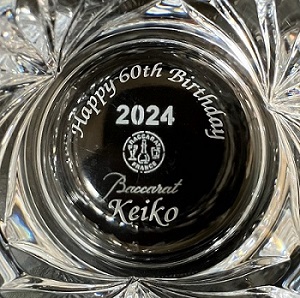 Happy 60th Birthday
2024
BACCARAT
FRANCE
Baccarat
Keiko